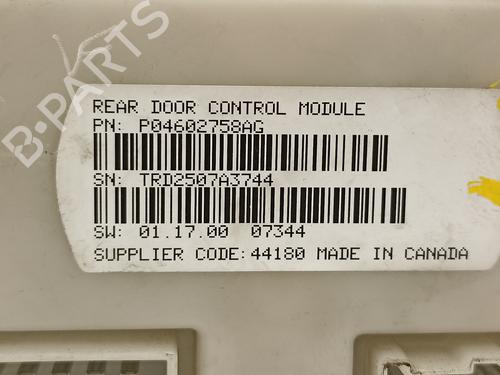 B-PARTS
REAR DOOR CONTROL MODULE
PN: P04602758AG
SN: TRD2507A3744
SW: 01.17.00 07344
SUPPLIER CODE: 44180 MADE IN CANADA